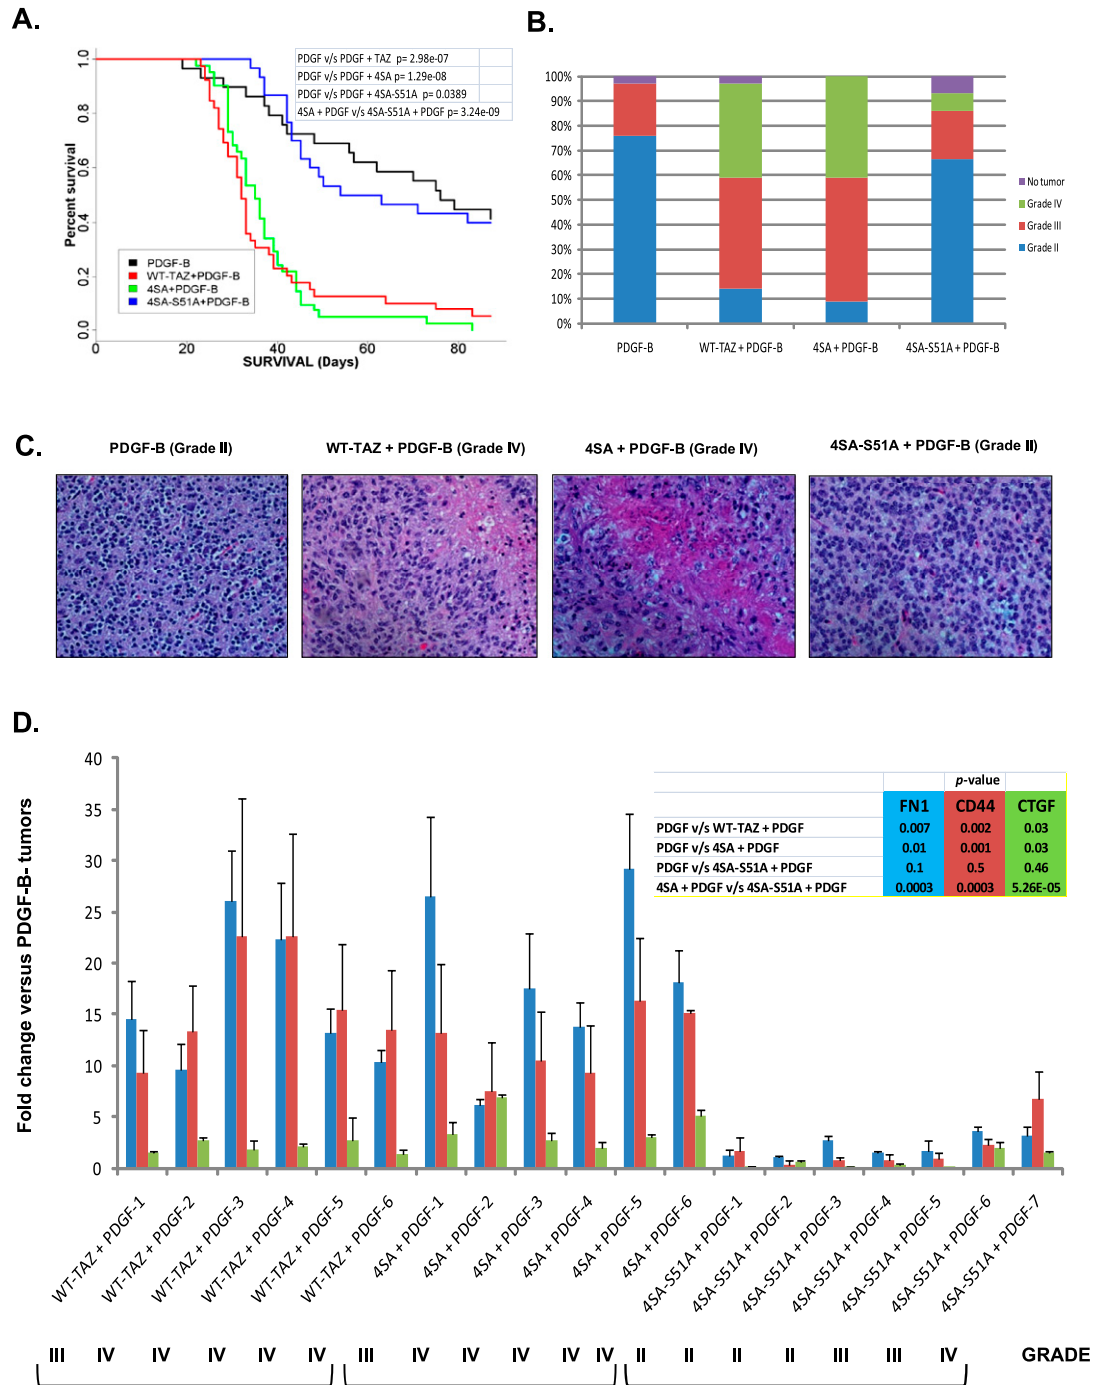 A.
PDGF v/s PDGF + TAZ p= 2.98e-07
PDGF v/s PDGF + 4SA p= 1.29e-08
PDGF v/s PDGF + 4SA-S51A p= 0.0389
4SA + PDGF v/s 4SA-S51A + PDGF p= 3.24e-09
Percent survival
1.0
0.8
0.6
0.4
0.2
0.0
PDGF-B
WT-TAZ+PDGF-B
4SA+PDGF-B
4SA-S51A+PDGF-B
0 20 40 60 80
SURVIVAL (Days)
B.
100%
90%
80%
70%
60%
50%
40%
30%
20%
10%
0%
No tumor
Grade IV
Grade III
Grade II
PDGF-B WT-TAZ + PDGF-B 4SA + PDGF-B 4SA-S51A + PDGF-B
C.
PDGF-B (Grade II) WT-TAZ + PDGF-B (Grade IV) 4SA + PDGF-B (Grade IV) 4SA-S51A + PDGF-B (Grade II)
D.
Fold change versus PDGF-B- tumors
40
35
30
25
20
15
10
5
0
p-value
FN1 CD44 CTGF
PDGF v/s WT-TAZ + PDGF 0.007 0.002 0.03
PDGF v/s 4SA + PDGF 0.01 0.001 0.03
PDGF v/s 4SA-S51A + PDGF 0.1 0.5 0.46
4SA + PDGF v/s 4SA-S51A + PDGF 0.0003 0.0003 5.26E-05
WT-TAZ + PDGF-1
WT-TAZ + PDGF-2
WT-TAZ + PDGF-3
WT-TAZ + PDGF-4
WT-TAZ + PDGF-5
WT-TAZ + PDGF-6
4SA + PDGF-1
4SA + PDGF-2
4SA + PDGF-3
4SA + PDGF-4
4SA + PDGF-5
4SA + PDGF-6
4SA-S51A + PDGF-1
4SA-S51A + PDGF-2
4SA-S51A + PDGF-3
4SA-S51A + PDGF-4
4SA-S51A + PDGF-5
4SA-S51A + PDGF-6
4SA-S51A + PDGF-7
III IV IV IV IV IV III IV IV IV IV IV II II II II III III IV GRADE